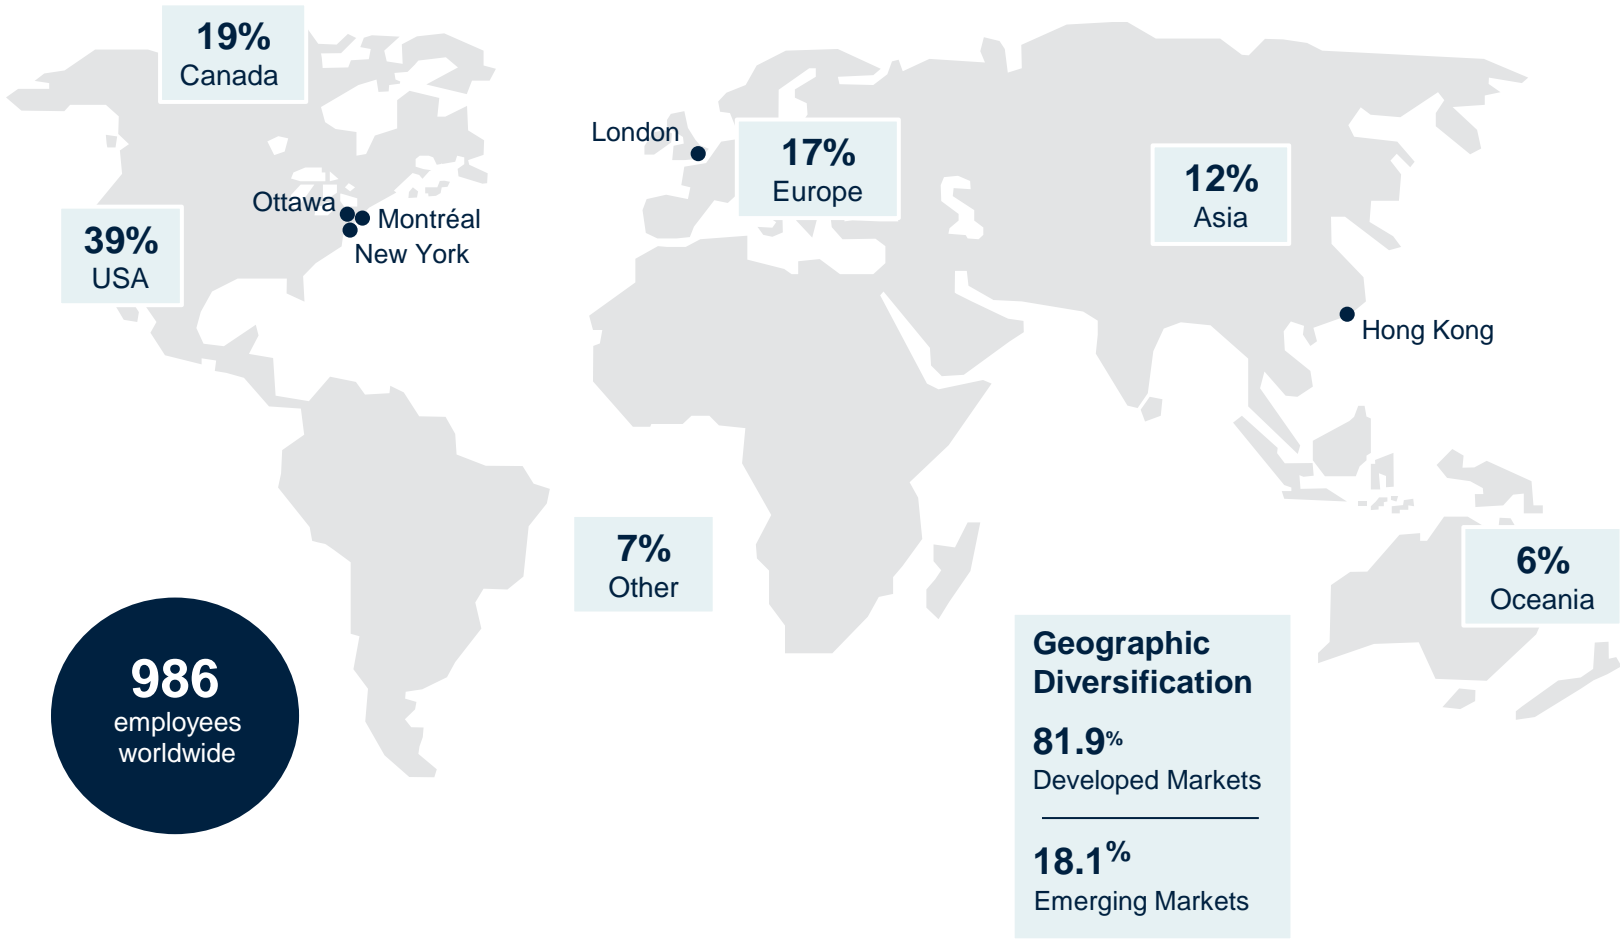 19%
Canada
London
17%
Europe
12%
Asia
Ottawa
Montréal
New York
39%
USA
Hong Kong
7%
Other
6%
Oceania
986
employees
worldwide
Geographic
Diversification
81.9%
Developed Markets
18.1%
Emerging Markets